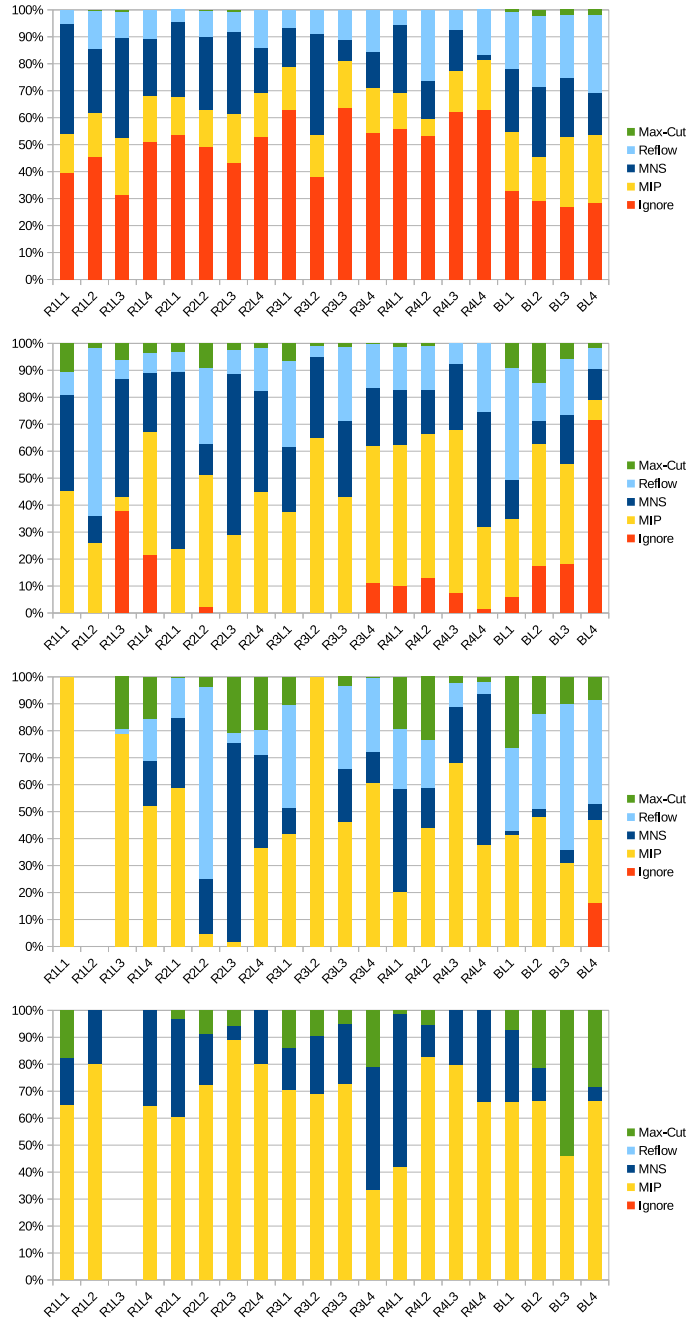 100%
90%
80%
70%
60%
50%
40%
30%
20%
10%
0%
Max-Cut
Reflow
MNS
MIP
Ignore
R1L1 R1L2 R1L3 R1L4 R2L1 R2L2 R2L3 R2L4 R3L1 R3L2 R3L3 R3L4 R4L1 R4L2 R4L3 R4L4 BL1 BL2 BL3 BL4
100%
90%
80%
70%
60%
50%
40%
30%
20%
10%
0%
Max-Cut
Reflow
MNS
MIP
Ignore
R1L1 R1L2 R1L3 R1L4 R2L1 R2L2 R2L3 R2L4 R3L1 R3L2 R3L3 R3L4 R4L1 R4L2 R4L3 R4L4 BL1 BL2 BL3 BL4
100%
90%
80%
70%
60%
50%
40%
30%
20%
10%
0%
Max-Cut
Reflow
MNS
MIP
Ignore
R1L1 R1L2 R1L3 R1L4 R2L1 R2L2 R2L3 R2L4 R3L1 R3L2 R3L3 R3L4 R4L1 R4L2 R4L3 R4L4 BL1 BL2 BL3 BL4
100%
90%
80%
70%
60%
50%
40%
30%
20%
10%
0%
Max-Cut
Reflow
MNS
MIP
Ignore
R1L1 R1L2 R1L3 R1L4 R2L1 R2L2 R2L3 R2L4 R3L1 R3L2 R3L3 R3L4 R4L1 R4L2 R4L3 R4L4 BL1 BL2 BL3 BL4